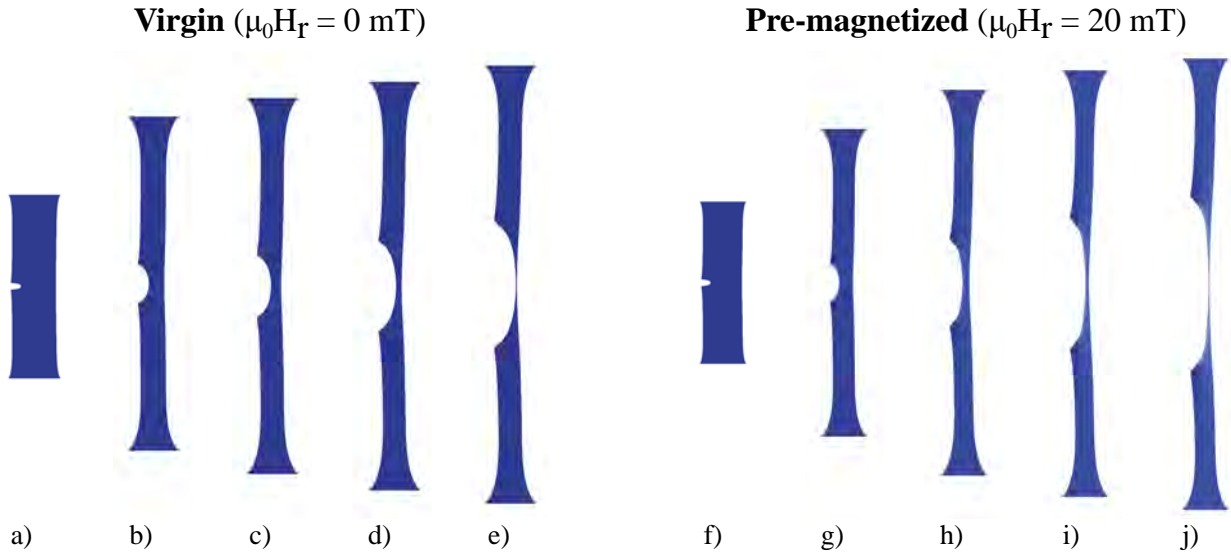 Virgin (μ₀Hr = 0 mT) Pre-magnetized (μ₀Hr = 20 mT)
a) b) c) d) e) f) g) h) i) j)